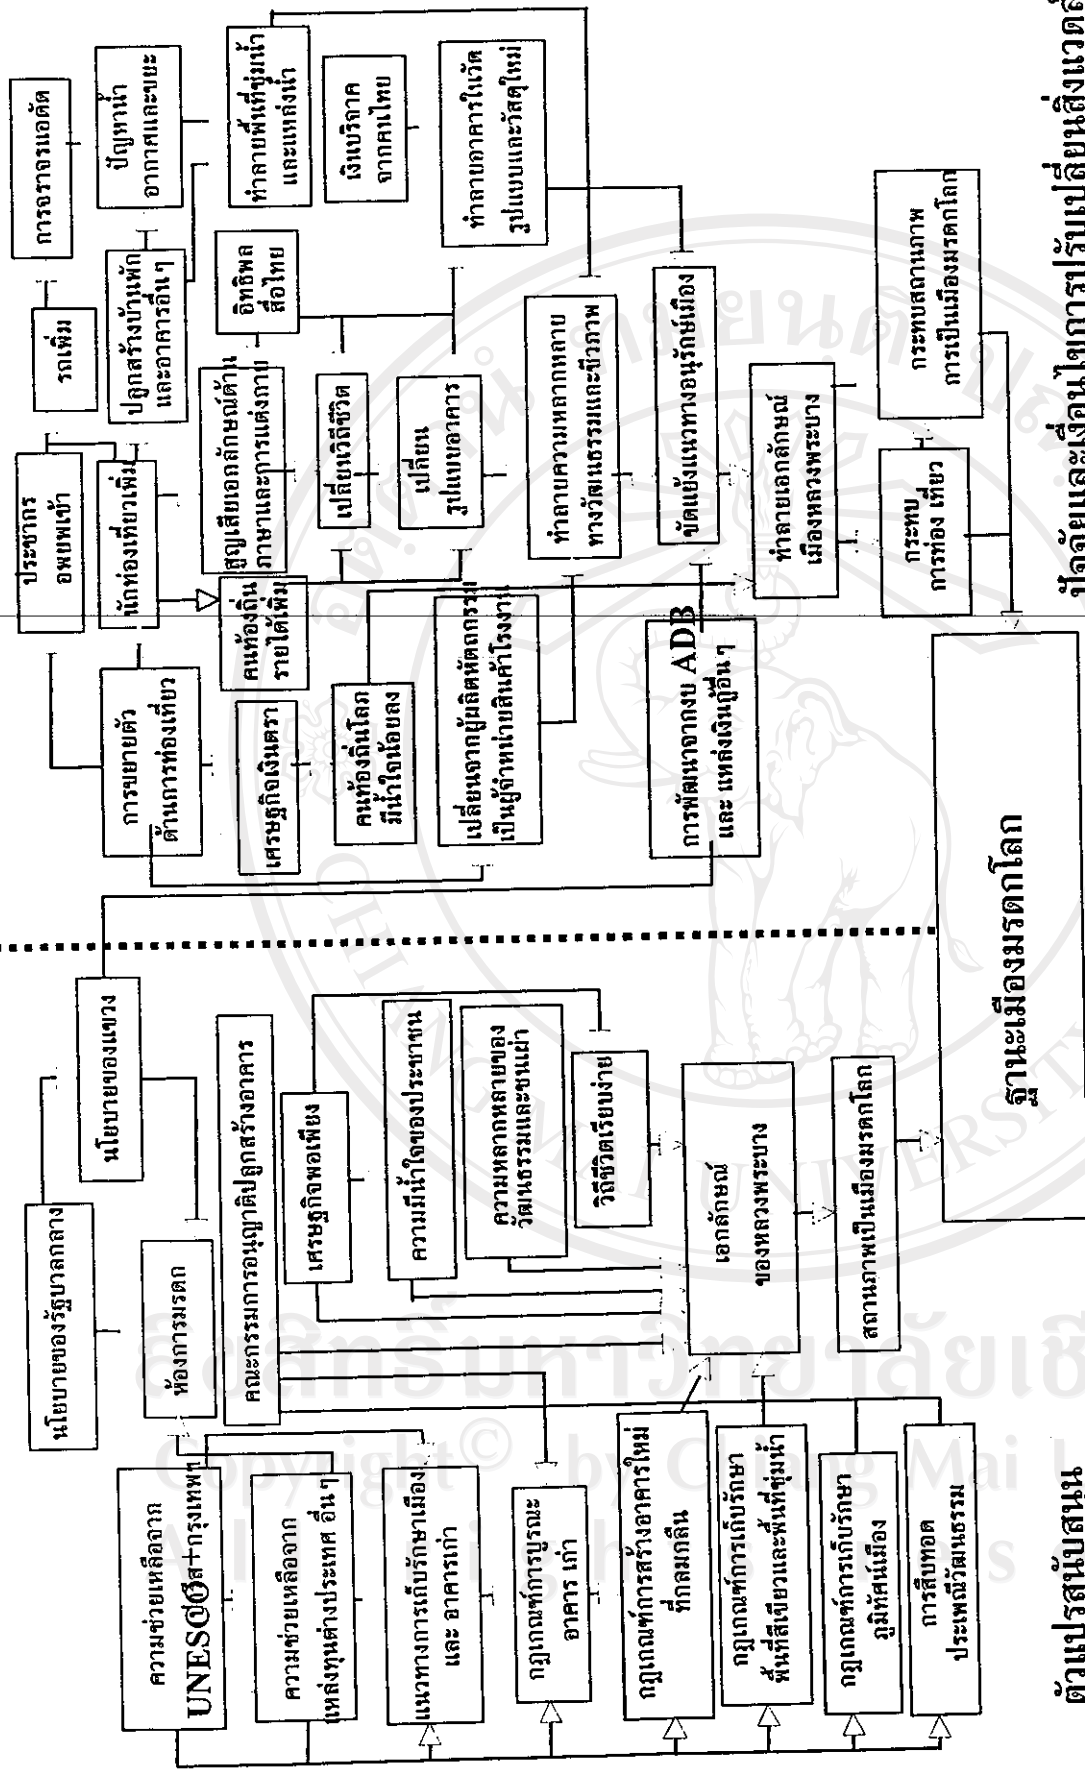 นโยบายของรัฐบาลกลาง
นโยบายของแขวง
ห้องการมรดก
ความช่วยเหลือจาก
ความช่วยเหลือจาก
แหล่งทุนต่างประเทศ อื่น ๆ
แนวทางการเก็บรักษาเมือง
และ อาคารเก่า
กฎเกณฑ์การบูรณะ
อาคาร เก่า
กฎเกณฑ์การสร้างอาคารใหม่
ที่กลมกลืน
กฎเกณฑ์การเก็บรักษา
พื้นที่สีเขียวและพื้นที่ชุ่มน้ำ
กฎเกณฑ์การเก็บรักษา
ภูมิทัศน์เมือง
การสืบทอด
ประเพณีวัฒนธรรม
คณะกรรมการอนุญาติปลูกสร้างอาคาร
เศรษฐกิจพอเพียง
ความมีน้ำใจของประชาชน
ความหลากหลายของ
วัฒนธรรมและชนเผ่า
วิถีชีวิตเรียบง่าย
เอกลักษณ์
ของหลวงพระบาง
สถานภาพเป็นเมืองมรดกโลก
ตัวแปรสนับสนุน
การขยายตัว
ด้านการท่องเที่ยว
ประชากร
อพยพเข้า
นักท่องเที่ยวเพิ่ม
รถเพิ่ม
การจราจรแออัด
ปลูกสร้างบ้านพัก
และอาคารอื่น ๆ
ปัญหาน้ำ
อากาศและขยะ
ทำลายพื้นที่ชุ่มน้ำ
และแหล่งน้ำ
คนท้องถิ่น
รายได้เพิ่ม
สูญเสียเอกลักษณ์ด้าน
ภาษาและการแต่งกาย
อิทธิพล
สื่อไทย
เศรษฐกิจเงินตรา
คนท้องถิ่นโลภ
มีน้ำใจน้อยลง
เปลี่ยนวิถีชีวิต
เงินบริจาค
จากคนไทย
เปลี่ยน
รูปแบบอาคาร
เปลี่ยนจากผู้ผลิตหัตถกรรม
เป็นผู้จำหน่ายสินค้าโรงงาน
ทำลายอาคารในวัด
รูปแบบและวัสดุใหม่
ทำลายความหลากหลาย
ทางวัฒนธรรมและชีวภาพ
การพัฒนาจากงบ ADB
และ แหล่งเงินกู้อื่น ๆ
ขัดแย้งแนวทางอนุรักษ์เมือง
ทำลายเอกลักษณ์
เมืองหลวงพระบาง
กระทบ
การท่อง เที่ยว
กระทบสถานภาพ
การเป็นเมืองมรดกโลก
ฐานะเมืองมรดกโลก
CHIANG MAI UNIVERSITY